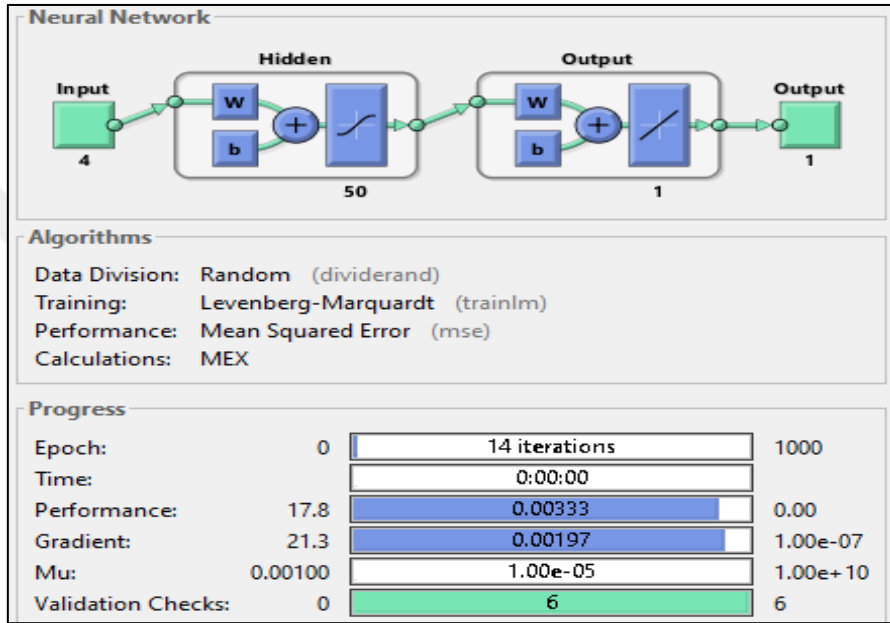 Neural Network
Hidden
Output
Input
Output
W
b
W
b
4
50
1
1
Algorithms
Data Division: Random (dividerand)
Training: Levenberg-Marquardt (trainlm)
Performance: Mean Squared Error (mse)
Calculations: MEX
Progress
Epoch: 0 14 iterations 1000
Time: 0:00:00
Performance: 17.8 0.00333 0.00
Gradient: 21.3 0.00197 1.00e-07
Mu: 0.00100 1.00e-05 1.00e+10
Validation Checks: 0 6 6